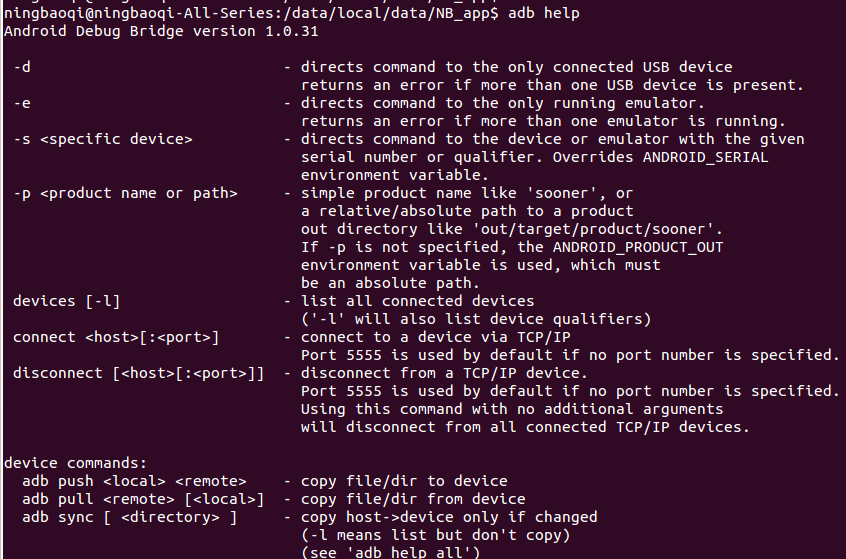 ningbaoqi@ningbaoqi-All-Series:/data/local/data/NB_app$ adb help
Android Debug Bridge version 1.0.31
-d - directs command to the only connected USB device
returns an error if more than one USB device is present.
-e - directs command to the only running emulator.
returns an error if more than one emulator is running.
-s <specific device> - directs command to the device or emulator with the given
serial number or qualifier. Overrides ANDROID_SERIAL
environment variable.
-p <product name or path> - simple product name like 'sooner', or
a relative/absolute path to a product
out directory like 'out/target/product/sooner'.
If -p is not specified, the ANDROID_PRODUCT_OUT
environment variable is used, which must
be an absolute path.
devices [-l] - list all connected devices
('-l' will also list device qualifiers)
connect <host>[:<port>] - connect to a device via TCP/IP
Port 5555 is used by default if no port number is specified.
disconnect [<host>[:<port>]] - disconnect from a TCP/IP device.
Port 5555 is used by default if no port number is specified.
Using this command with no additional arguments
will disconnect from all connected TCP/IP devices.
device commands:
adb push <local> <remote> - copy file/dir to device
adb pull <remote> [<local>] - copy file/dir from device
adb sync [ <directory> ] - copy host->device only if changed
(-l means list but don't copy)
(see 'adb help all')